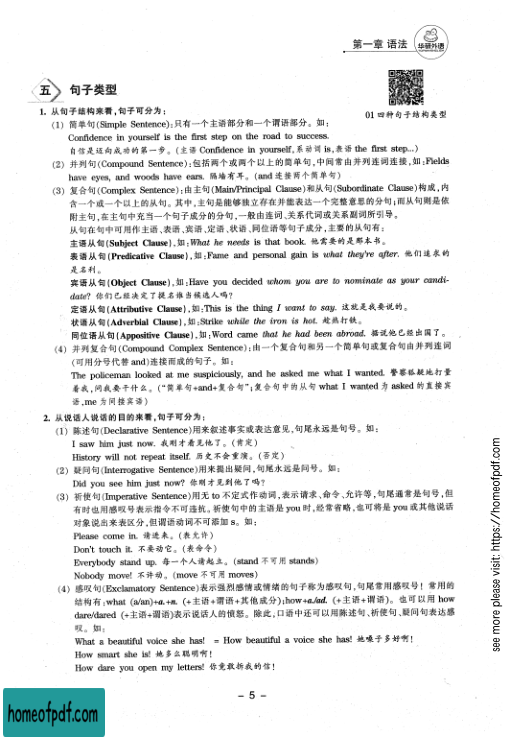 第一章 语法
华研外语
五 句子类型
01 四种句子结构类型
1. 从句子结构来看,句子可分为:
(1) 简单句(Simple Sentence):只有一个主语部分和一个谓语部分。如:
Confidence in yourself is the first step on the road to success.
自信是迈向成功的第一步。(主语 Confidence in yourself,系动词 is,表语 the first step...)
(2) 并列句(Compound Sentence):包括两个或两个以上的简单句,中间常由并列连词连接,如:Fields
have eyes, and woods have ears. 隔墙有耳。(and 连接两个简单句)
(3) 复合句(Complex Sentence):由主句(Main/Principal Clause)和从句(Subordinate Clause)构成,内
含一个或一个以上的从句。其中,主句是能够独立存在并能表达一个完整意思的分句;而从句则是依
附主句,在主句中充当一个句子成分的分句,一般由连词、关系代词或关系副词所引导。
从句在句中可用作主语、表语、宾语、定语、状语、同位语等句子成分,主要的从句有:
主语从句(Subject Clause),如:What he needs is that book. 他需要的是那本书。
表语从句(Predicative Clause),如:Fame and personal gain is what they're after. 他们追求的
是名利。
宾语从句(Object Clause),如:Have you decided whom you are to nominate as your candi-
date? 你们已经决定了提名谁当候选人吗?
定语从句(Attributive Clause),如:This is the thing I want to say. 这就是我要说的。
状语从句(Adverbial Clause),如:Strike while the iron is hot. 趁热打铁。
同位语从句(Appositive Clause),如:Word came that he had been abroad. 据说他已经出国了。
(4) 并列复合句(Compound Complex Sentence):由一个复合句和另一个简单句或复合句由并列连词
(可用分号代替 and)连接而成的句子。如:
The policeman looked at me suspiciously, and he asked me what I wanted. 警察狐疑地打量
着我,问我要干什么。("简单句+and+复合句";复合句中的从句 what I wanted 为 asked 的直接宾
语,me 为间接宾语)
2. 从说话人说话的目的来看,句子可分为:
(1) 陈述句(Declarative Sentence)用来叙述事实或表达意见,句尾永远是句号。如:
I saw him just now. 我刚才看见他了。(肯定)
History will not repeat itself. 历史不会重演。(否定)
(2) 疑问句(Interrogative Sentence)用来提出疑问,句尾永远是问号。如:
Did you see him just now? 你刚才见到他了吗?
(3) 祈使句(Imperative Sentence)用无 to 不定式作动词,表示请求、命令、允许等,句尾通常是句号,但
有时也用感叹号表示指令不可违抗。祈使句中的主语是 you 时,经常省略,也可将是 you 或其他说话
对象说出来表区分,但谓语动词不可添加 s。如:
Please come in. 请进来。(表允许)
Don't touch it. 不要动它。(表命令)
Everybody stand up. 每一个人请起立。(stand 不可用 stands)
Nobody move! 不许动。(move 不可用 moves)
(4) 感叹句(Exclamatory Sentence)表示强烈感情或情绪的句子称为感叹句,句尾常用感叹号!常用的
结构有:what (a/an)+a.+n. (+主语+谓语+其他成分);how+a./ad. (+主语+谓语)。也可以用 how
dare/dared (+主语+谓语)表示说话人的愤怒。除此,口语中还可以用陈述句、祈使句、疑问句表达感
叹。如:
What a beautiful voice she has! = How beautiful a voice she has! 她嗓子多好啊!
How smart she is! 她多么聪明啊!
How dare you open my letters! 你竟敢拆我的信!
- 5 -
homeofpdf.com
see more please visit: https://homeofpdf.com